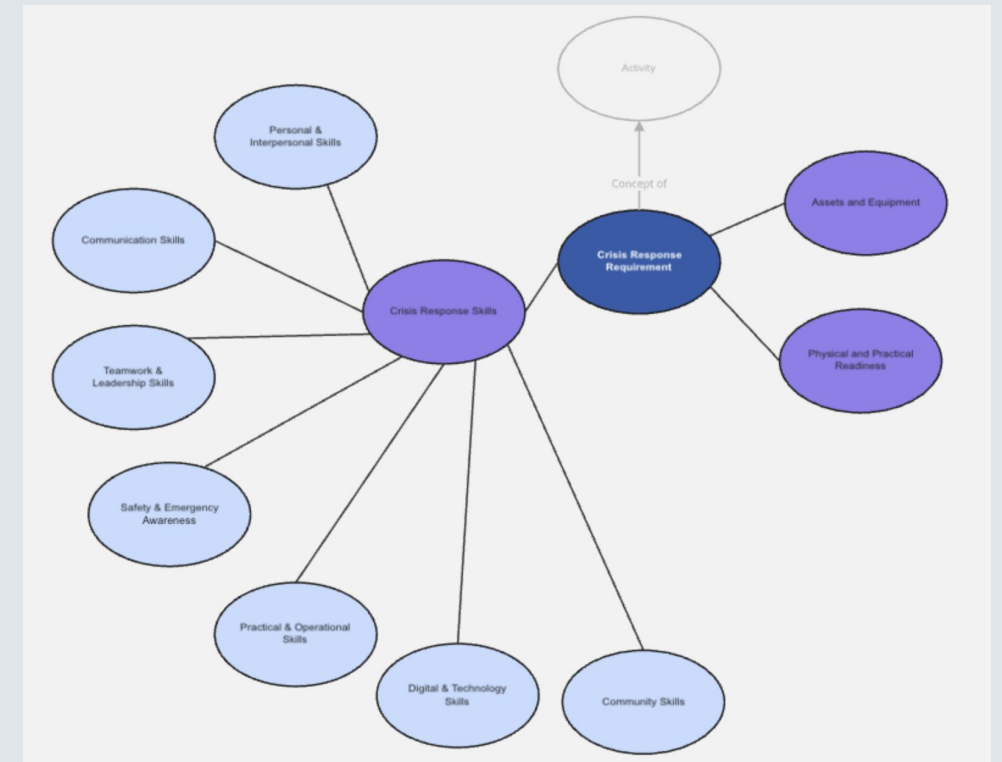 Activity
Personal &
Interpersonal Skills
Concept of
Assets and Equipment
Communication Skills
Crisis Response
Requirement
Crisis Response Skills
Physical and Practical
Readiness
Teamwork &
Leadership Skills
Safety & Emergency
Awareness
Practical & Operational
Skills
Digital & Technology
Skills
Community Skills